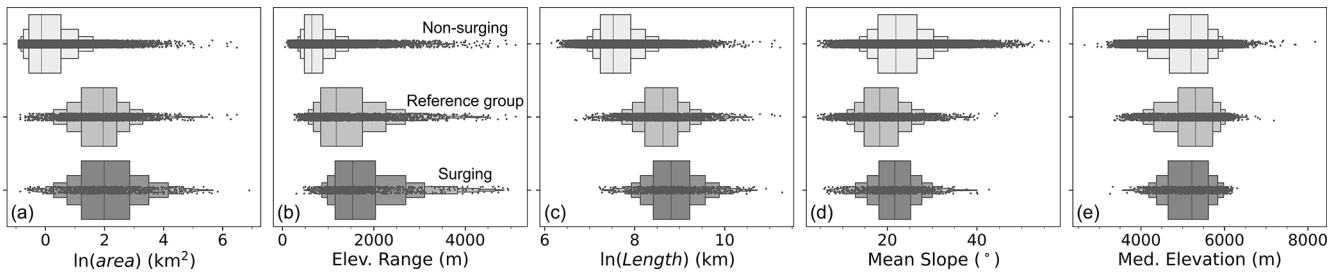 Non-surging
Reference group
Surging
(a) (b) (c) (d) (e)
0 2 4 6 0 2000 4000 6 8 10 20 40 4000 6000 8000
ln(area) (km²) Elev. Range (m) ln(Length) (km) Mean Slope (°) Med. Elevation (m)